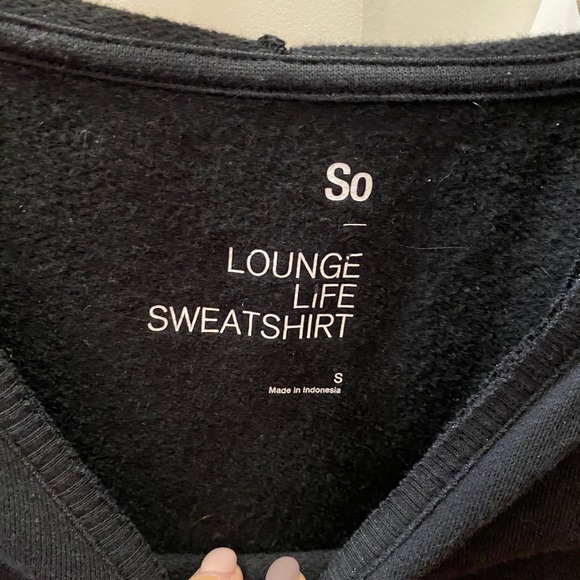 So
LOUNGE
LIFE
SWEATSHIRT
S
Made in Indonesia